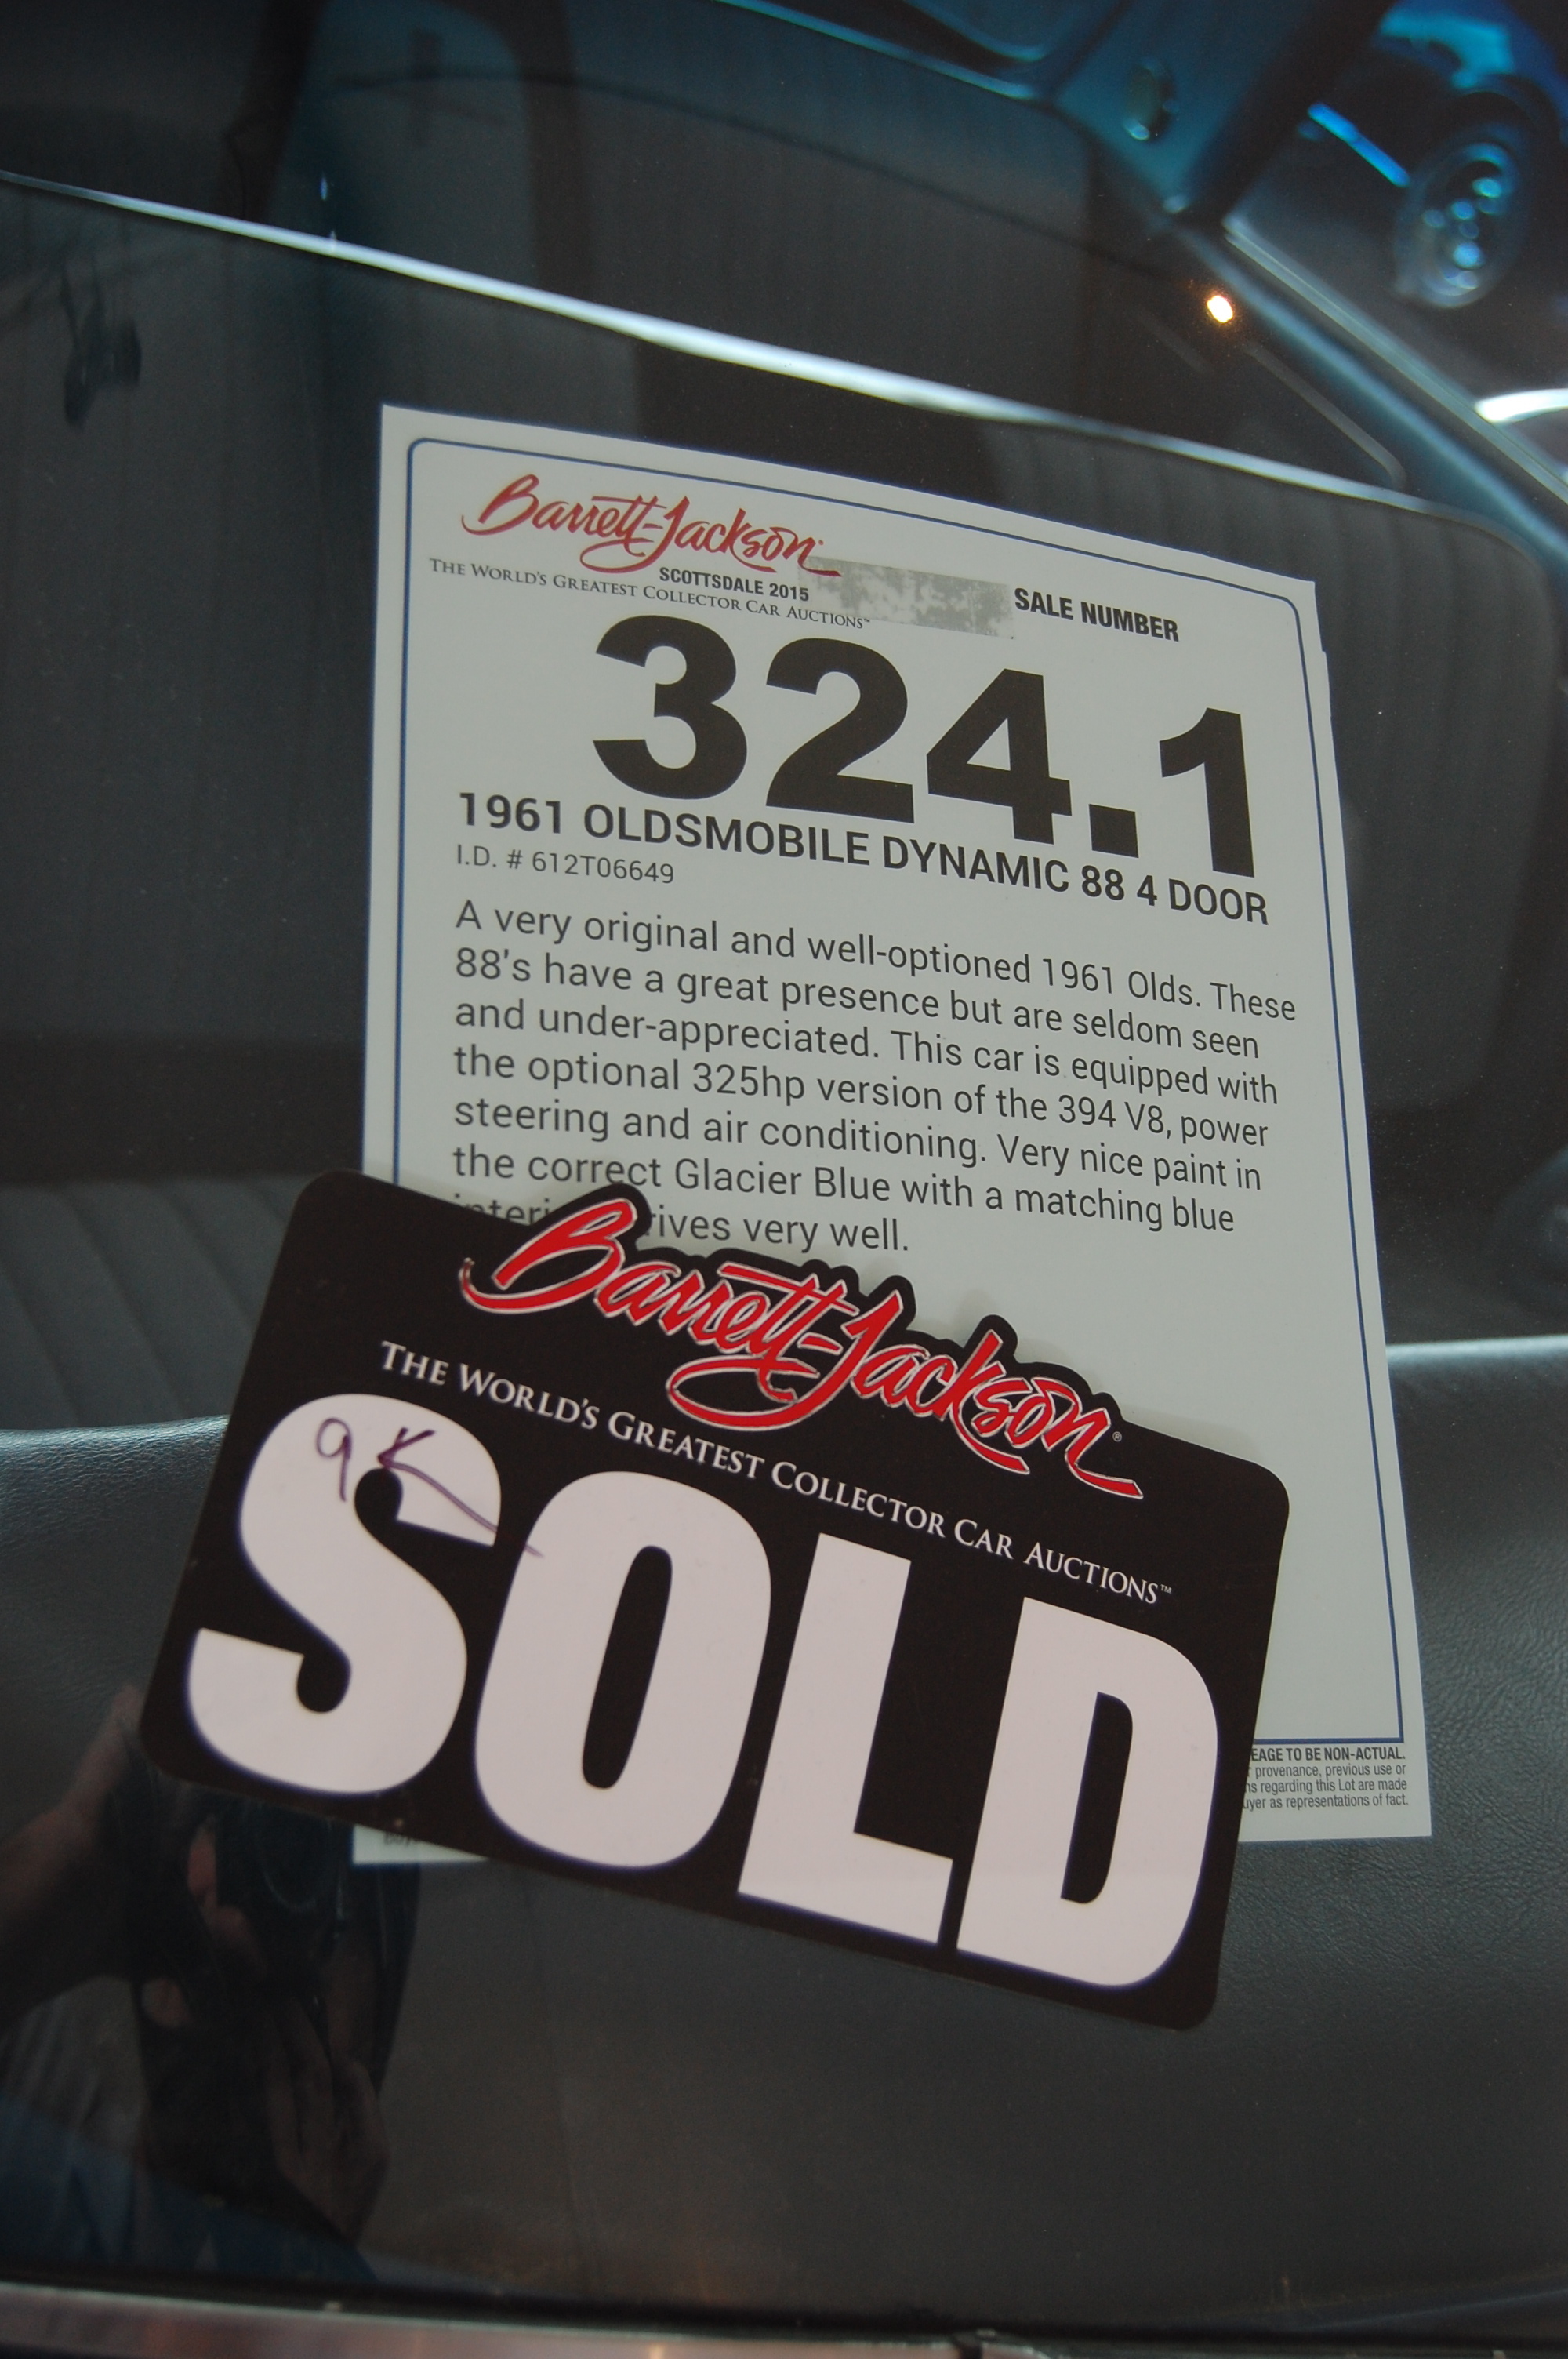 Barrett-Jackson
SCOTTSDALE 2015
THE WORLD'S GREATEST COLLECTOR CAR AUCTIONS™
SALE NUMBER
324.1
1961 OLDSMOBILE DYNAMIC 88 4 DOOR
I.D. # 612T06649
A very original and well-optioned 1961 Olds. These
88's have a great presence but are seldom seen
and under-appreciated. This car is equipped with
the optional 325hp version of the 394 V8, power
steering and air conditioning. Very nice paint in
the correct Glacier Blue with a matching blue
very well.
Barrett-Jackson®
THE WORLD'S GREATEST COLLECTOR CAR AUCTIONS™
9K
SOLD
TO BE NON-ACTUAL.
provenance, previous use or
regarding this Lot are made
as representations of fact.